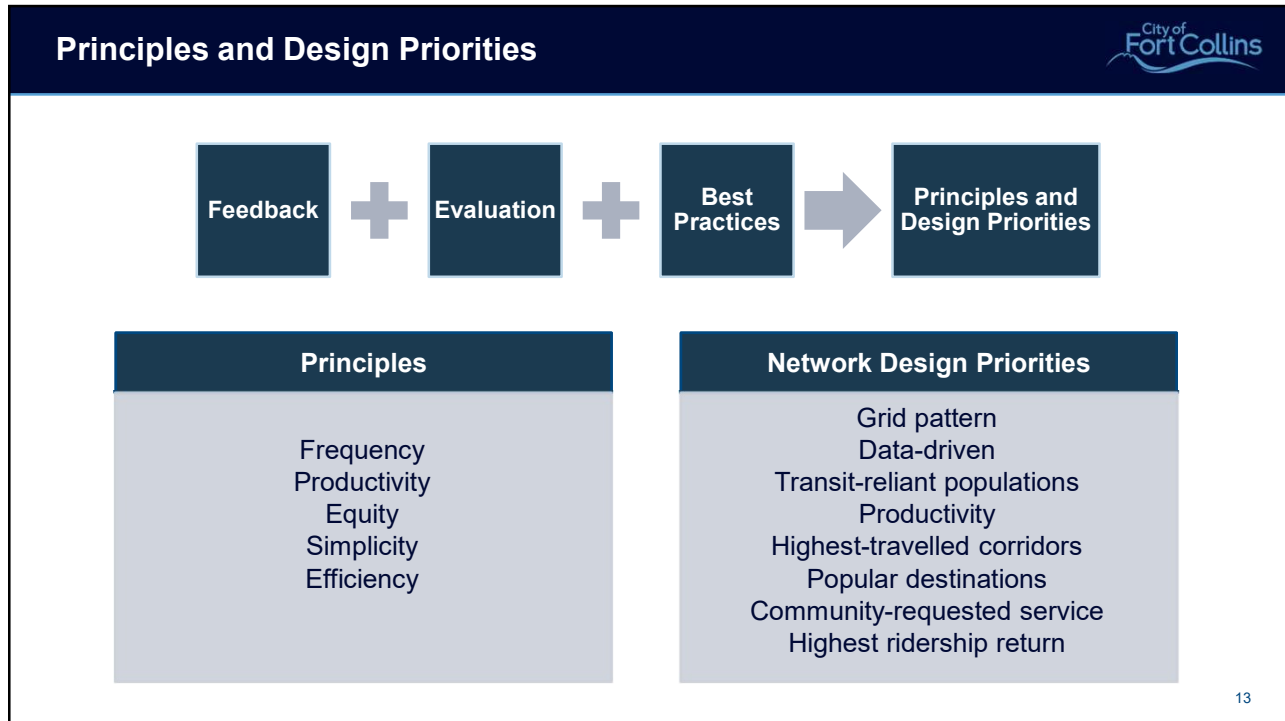 Principles and Design Priorities
City of
Fort Collins
Feedback
Evaluation
Best
Practices
Principles and
Design Priorities
Principles
Frequency
Productivity
Equity
Simplicity
Efficiency
Network Design Priorities
Grid pattern
Data-driven
Transit-reliant populations
Productivity
Highest-travelled corridors
Popular destinations
Community-requested service
Highest ridership return
13